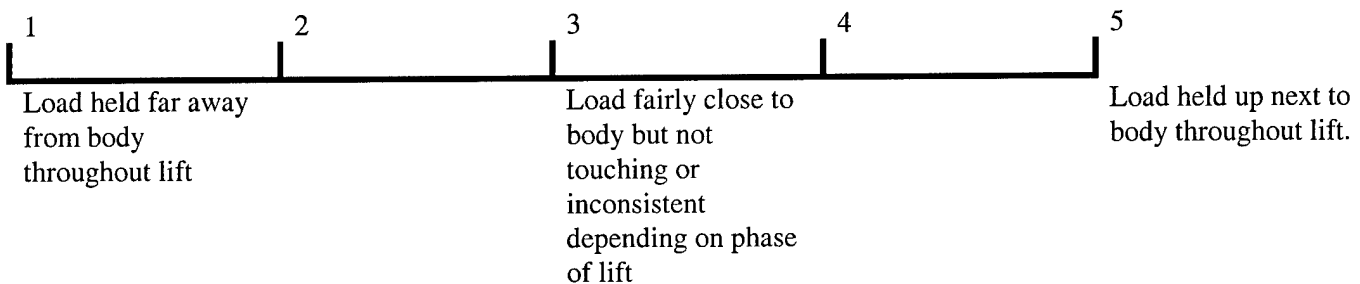 1
2
3
4
5
Load held far away
from body
throughout lift
Load fairly close to
body but not
touching or
inconsistent
depending on phase
of lift
Load held up next to
body throughout lift.